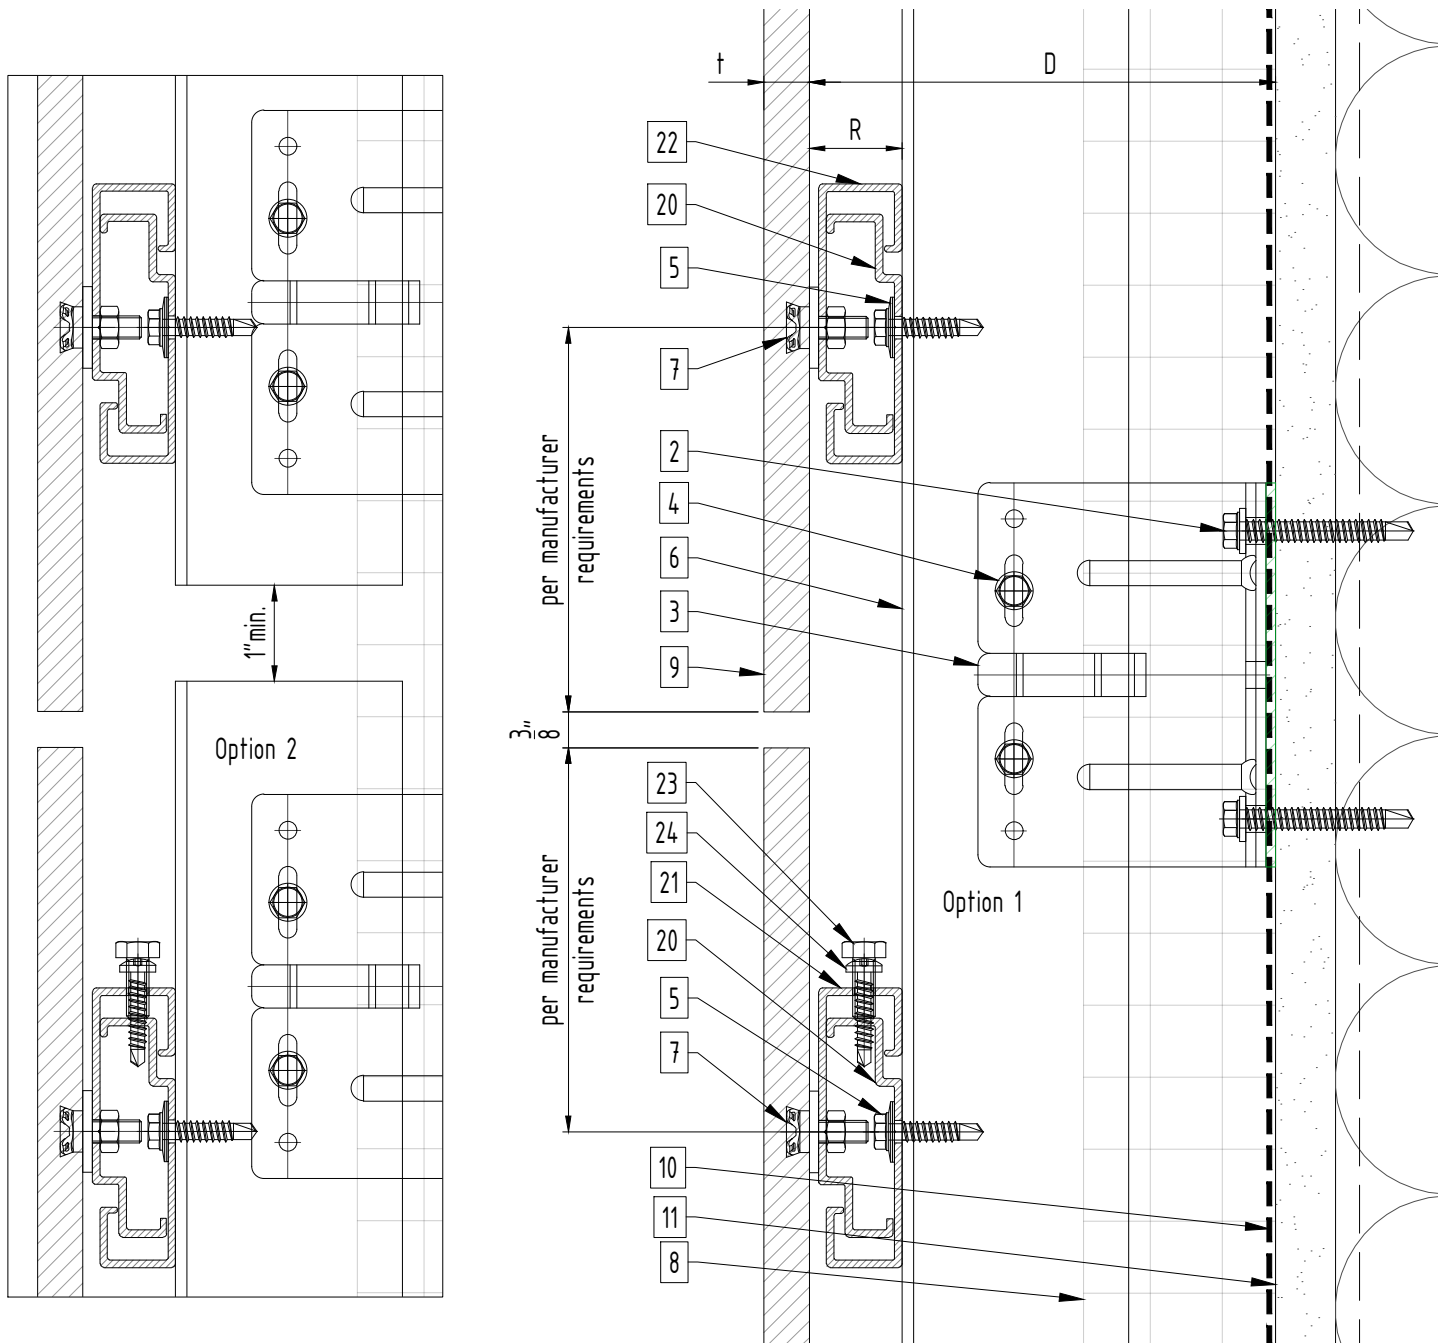 t
D
R
22
20
5
7
2
4
6
3
9
per manufacturer
requirements
1"min.
3"
8
Option 2
23
24
21
20
5
7
10
11
8
per manufacturer
requirements
Option 1